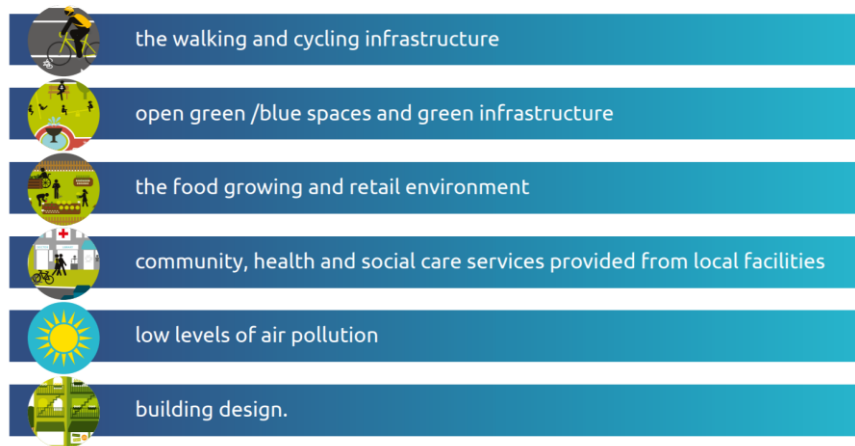 the walking and cycling infrastructure
open green /blue spaces and green infrastructure
the food growing and retail environment
community, health and social care services provided from local facilities
low levels of air pollution
building design.